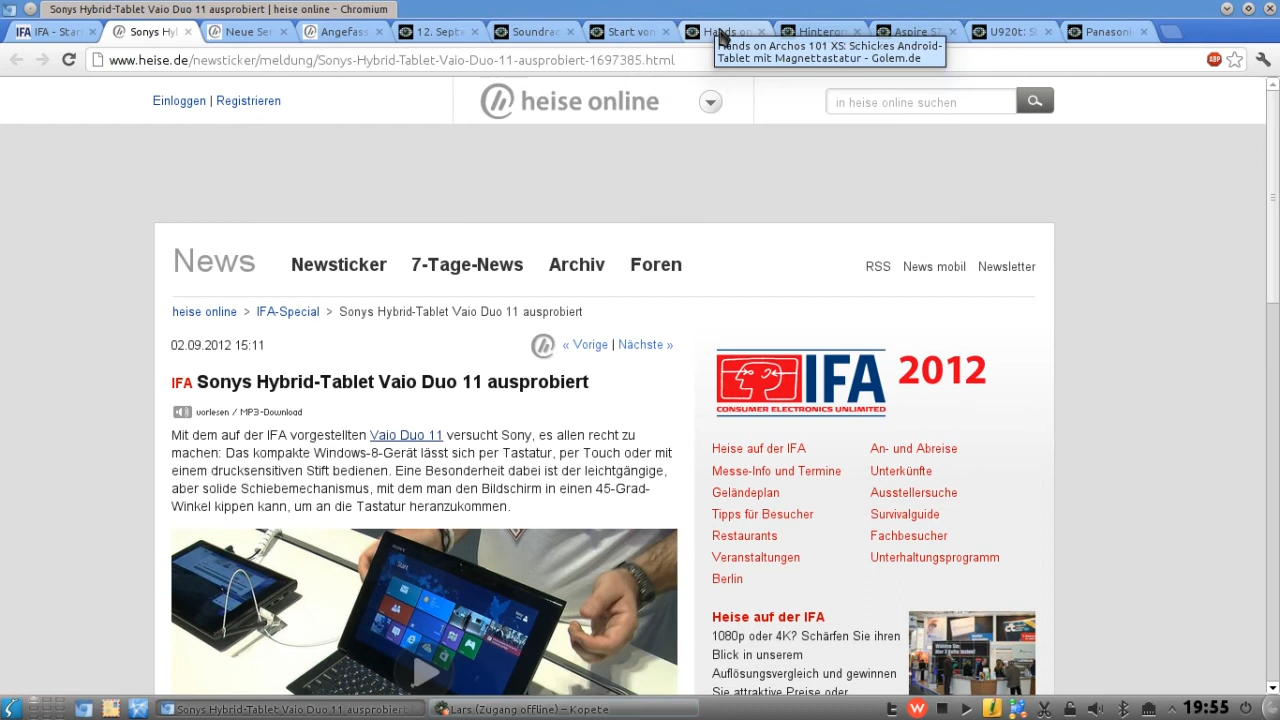 Sonys Hybrid-Tablet Vaio Duo 11 ausprobiert | heise online - Chromium
IFA IFA - Star
Sonys Hyl
Neue Ser
Angefass
12. Septe
Soundrac
Start von
Hands on
Hintergr
Aspire S
U920t: S
Panasoni
www.heise.de/newsticker/meldung/Sonys-Hybrid-Tablet-Vaio-Duo-11-ausprobiert-1697385.html
Hands on Archos 101 XS: Schickes Android-
Tablet mit Magnettastatur - Golem.de
ABP
Einloggen | Registrieren
heise online
in heise online suchen
News
Newsticker 7-Tage-News Archiv Foren
RSS News mobil Newsletter
heise online > IFA-Special > Sonys Hybrid-Tablet Vaio Duo 11 ausprobiert
02.09.2012 15:11
« Vorige | Nächste »
IFA Sonys Hybrid-Tablet Vaio Duo 11 ausprobiert
vorlesen / MP3-Download
Mit dem auf der IFA vorgestellten Vaio Duo 11 versucht Sony, es allen recht zu
machen: Das kompakte Windows-8-Gerät lässt sich per Tastatur, per Touch oder mit
einem drucksensitiven Stift bedienen. Eine Besonderheit dabei ist der leichtgängige,
aber solide Schiebemechanismus, mit dem man den Bildschirm in einen 45-Grad-
Winkel kippen kann, um an die Tastatur heranzukommen.
SONY
IFA 2012
CONSUMER ELECTRONICS UNLIMITED
Heise auf der IFA
Messe-Info und Termine
Geländeplan
Tipps für Besucher
Restaurants
Veranstaltungen
Berlin
An- und Abreise
Unterkünfte
Ausstellersuche
Survivalguide
Fachbesucher
Unterhaltungsprogramm
Heise auf der IFA
1080p oder 4K? Schärfen Sie ihren
Blick in unserem
Auflösungsvergleich und gewinnen
Sie attraktive Preise oder
Sonys Hybrid-Tablet Vaio Duo 11 ausprobiert
Lars (Zugang offline) - Kopete
19:55